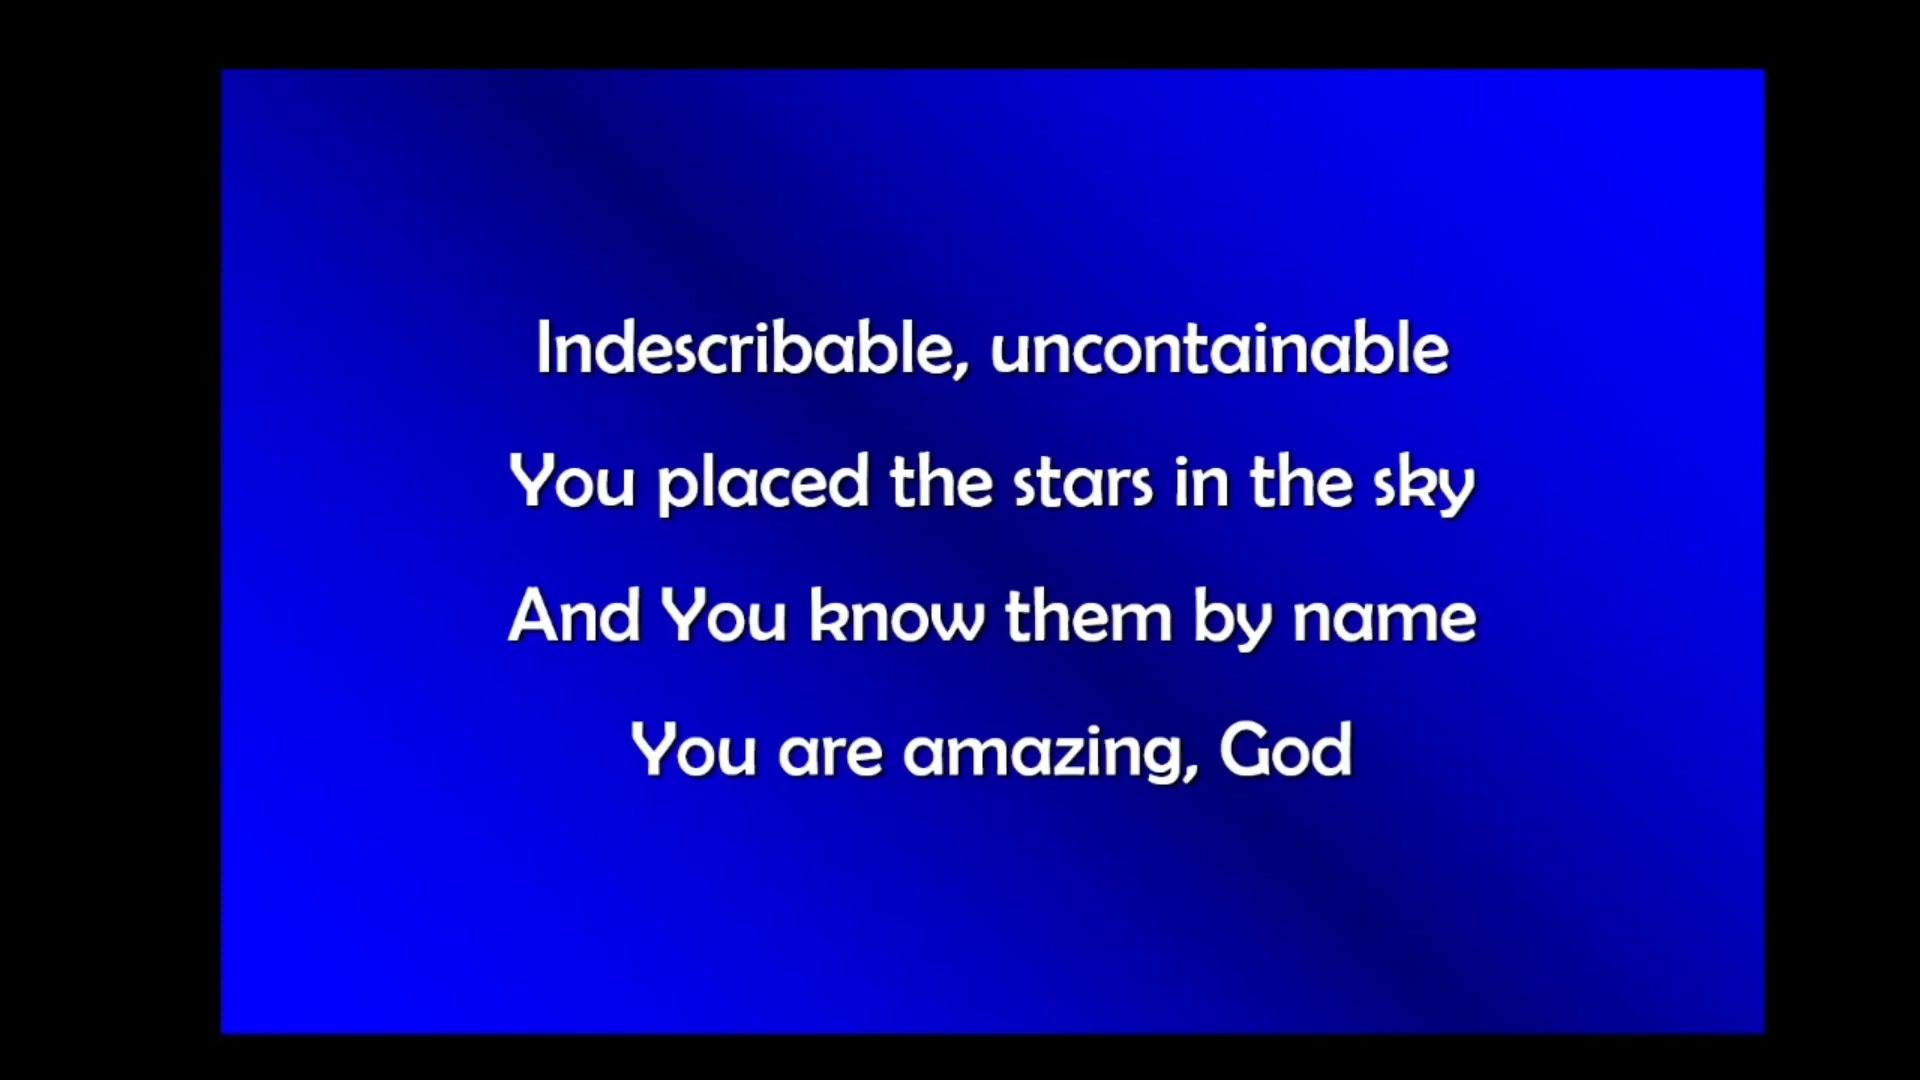 Indescribable, uncontainable
You placed the stars in the sky
And You know them by name
You are amazing, God